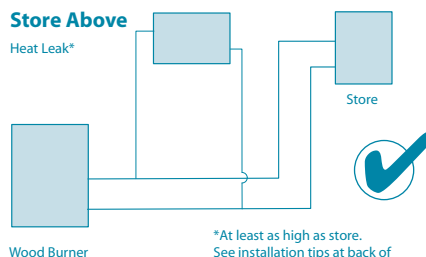 Store Above
Heat Leak*
Store
Wood Burner
*At least as high as store.
See installation tips at back of